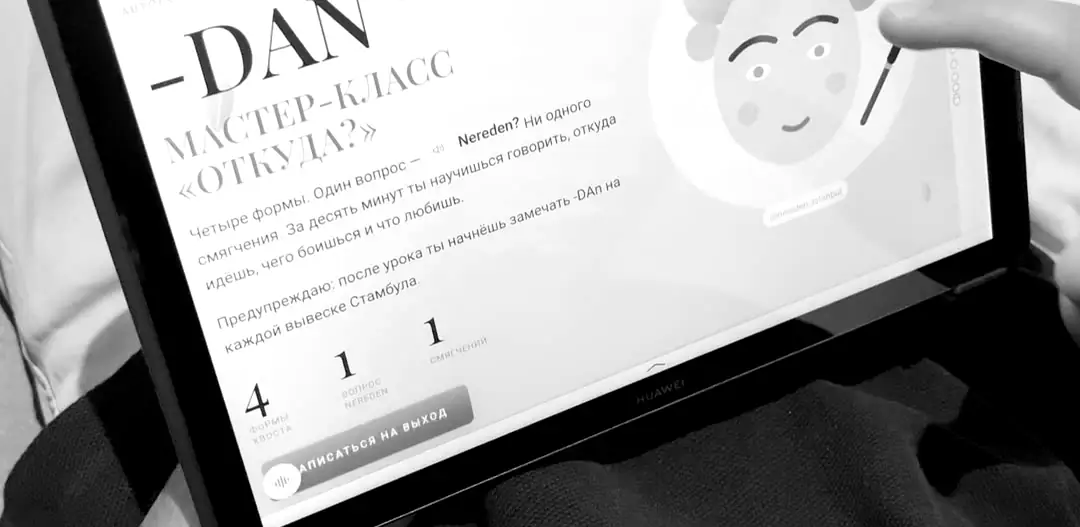 -DAN
МАСТЕР-КЛАСС
«ОТКУДА?»
Четыре формы. Один вопрос – Nereden? Ни одного
смягчения. За десять минут ты научишься говорить, откуда
идёшь, чего боишься и что любишь.
Предупреждаю: после урока ты начнёшь замечать -DAn на
каждой вывеске Стамбула.
4
ФОРМЫ
ХВОСТА
1
ВОПРОС
NEREDEN
1
СМЯГЧЕНИЙ
АПИСАТЬСЯ НА ВЫХОД
HUAWEI